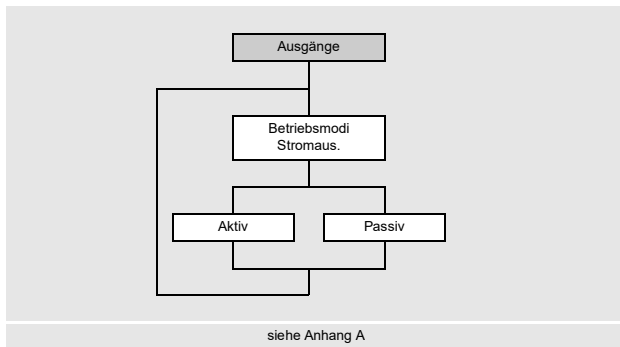 Ausgänge
Betriebsmodi
Stromaus.
Aktiv
Passiv
siehe Anhang A